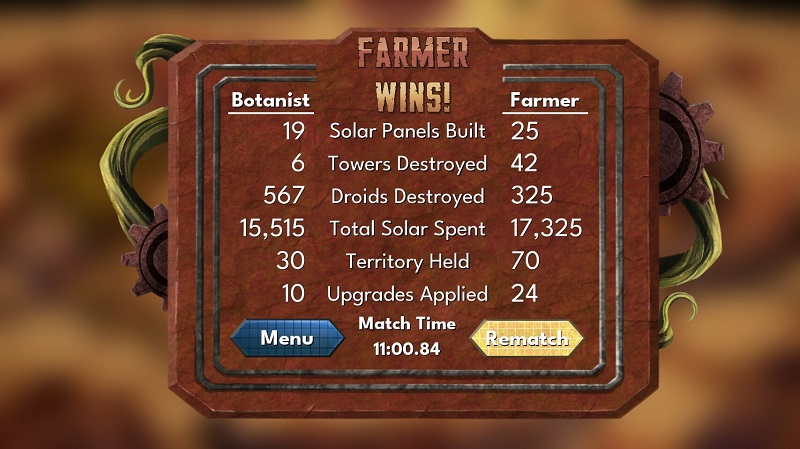 FARMER
WINS!
Botanist Farmer
19 Solar Panels Built 25
6 Towers Destroyed 42
567 Droids Destroyed 325
15,515 Total Solar Spent 17,325
30 Territory Held 70
10 Upgrades Applied 24
Menu Match Time Rematch
11:00.84